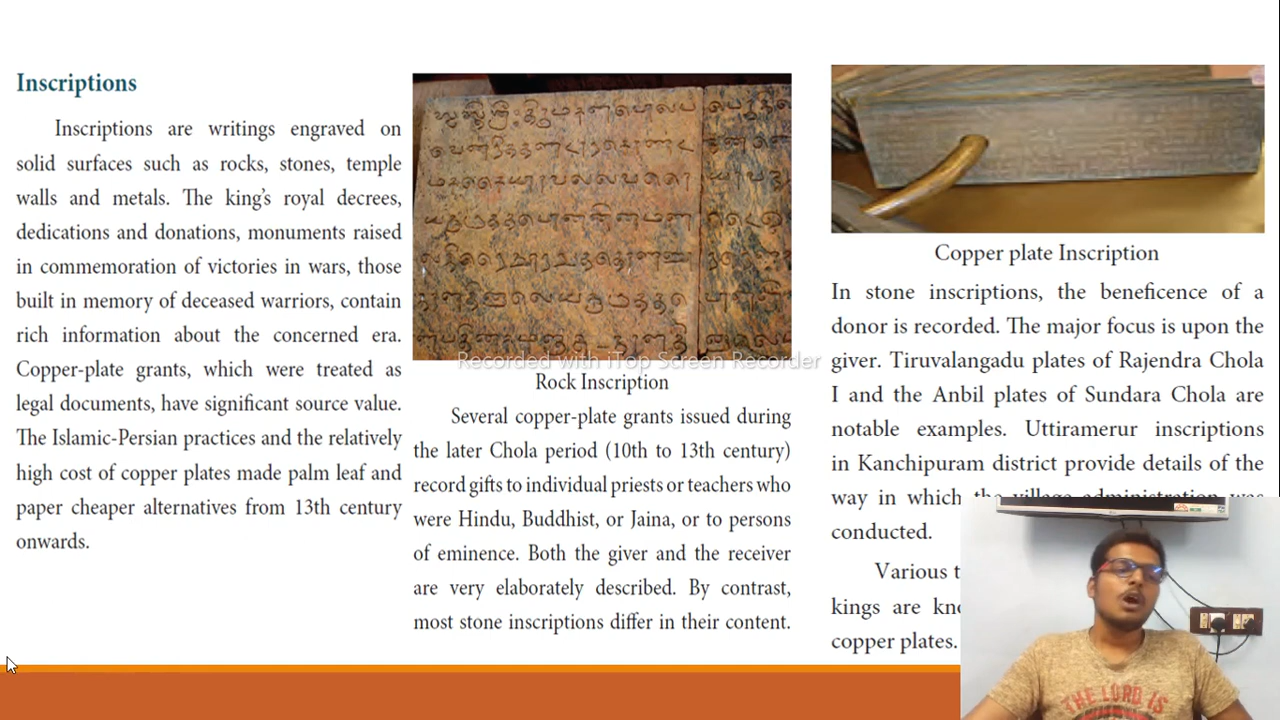 Inscriptions
Inscriptions are writings engraved on
solid surfaces such as rocks, stones, temple
walls and metals. The king's royal decrees,
dedications and donations, monuments raised
in commemoration of victories in wars, those
built in memory of deceased warriors, contain
rich information about the concerned era.
Copper-plate grants, which were treated as
legal documents, have significant source value.
The Islamic-Persian practices and the relatively
high cost of copper plates made palm leaf and
paper cheaper alternatives from 13th century
onwards.
Recorded with iTop Screen Recorder
Rock Inscription
Several copper-plate grants issued during
the later Chola period (10th to 13th century)
record gifts to individual priests or teachers who
were Hindu, Buddhist, or Jaina, or to persons
of eminence. Both the giver and the receiver
are very elaborately described. By contrast,
most stone inscriptions differ in their content.
Copper plate Inscription
In stone inscriptions, the beneficence of a
donor is recorded. The major focus is upon the
giver. Tiruvalangadu plates of Rajendra Chola
I and the Anbil plates of Sundara Chola are
notable examples. Uttiramerur inscriptions
in Kanchipuram district provide details of the
way in which the village administration was
conducted.
Various
kings are
copper plates.
THE LORD IS